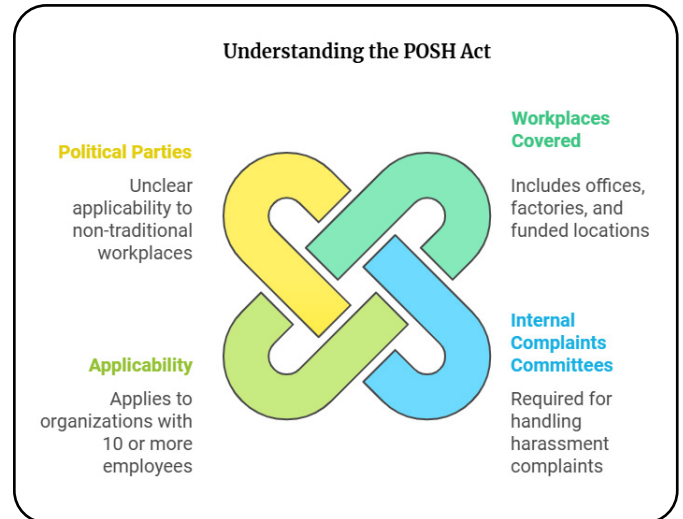 Understanding the POSH Act
Political Parties
Unclear
applicability to
non-traditional
workplaces
Workplaces
Covered
Includes offices,
factories, and
funded locations
Applicability
Applies to
organizations with
10 or more
employees
Internal
Complaints
Committees
Required for
handling
harassment
complaints